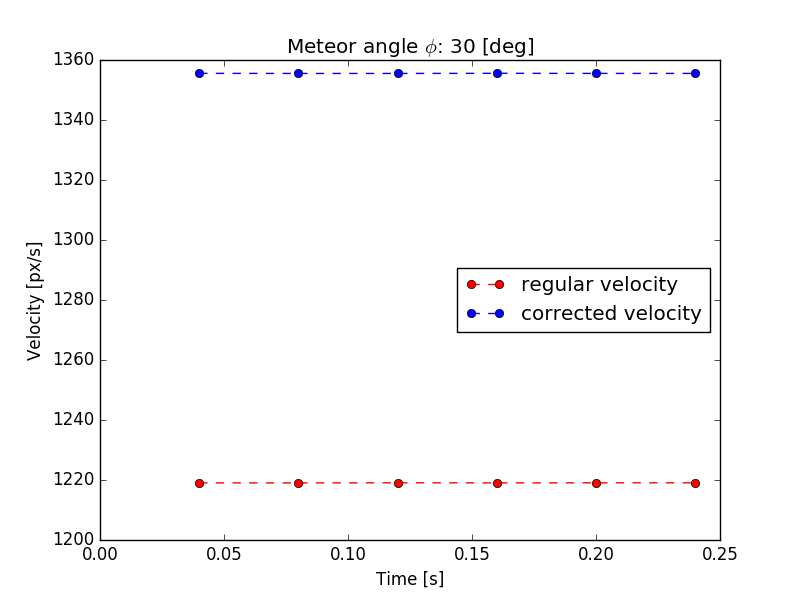 Meteor angle ϕ: 30 [deg]
1360
1340
1320
1300
1280
1260
1240
1220
1200
Velocity [px/s]
regular velocity
corrected velocity
0.00 0.05 0.10 0.15 0.20 0.25
Time [s]